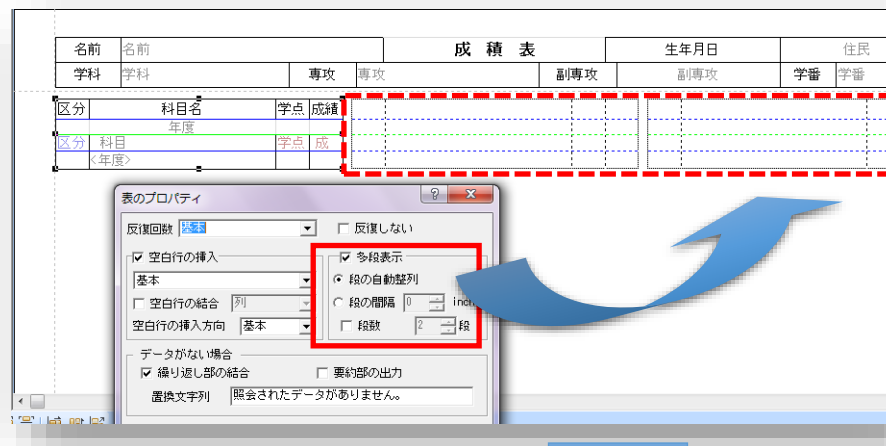 名前 名前 成 積 表 生年月日 住民
学科 学科 専攻 専攻 副専攻 副専攻 学番 学番
区分 科目名 学点 成績
年度
区分 科目 学点 成
<年度>
表のプロパティ
反復回数 基本 反復しない
空白行の挿入 多段表示
基本 段の自動整列
空白行の結合 列 段の間隔 0 inch
空白行の挿入方向 基本 段数 2 段
データがない場合
繰り返し部の結合 要約部の出力
置換文字列 照会されたデータがありません。